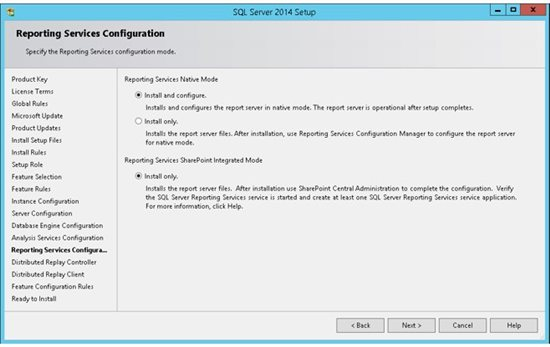 SQL Server 2014 Setup
Reporting Services Configuration
Specify the Reporting Services configuration mode.
Product Key
License Terms
Global Rules
Microsoft Update
Product Updates
Install Setup Files
Install Rules
Setup Role
Feature Selection
Feature Rules
Instance Configuration
Server Configuration
Database Engine Configuration
Analysis Services Configuration
Reporting Services Configura...
Distributed Replay Controller
Distributed Replay Client
Feature Configuration Rules
Ready to Install
Reporting Services Native Mode
Install and configure.
Installs and configures the report server in native mode. The report server is operational after setup completes.
Install only.
Installs the report server files. After installation, use Reporting Services Configuration Manager to configure the report server
for native mode.
Reporting Services SharePoint Integrated Mode
Install only.
Installs the report server files. After installation use SharePoint Central Administration to complete the configuration. Verify
the SQL Server Reporting Services service is started and create at least one SQL Server Reporting Services service application.
For more information, click Help.
< Back
Next >
Cancel
Help